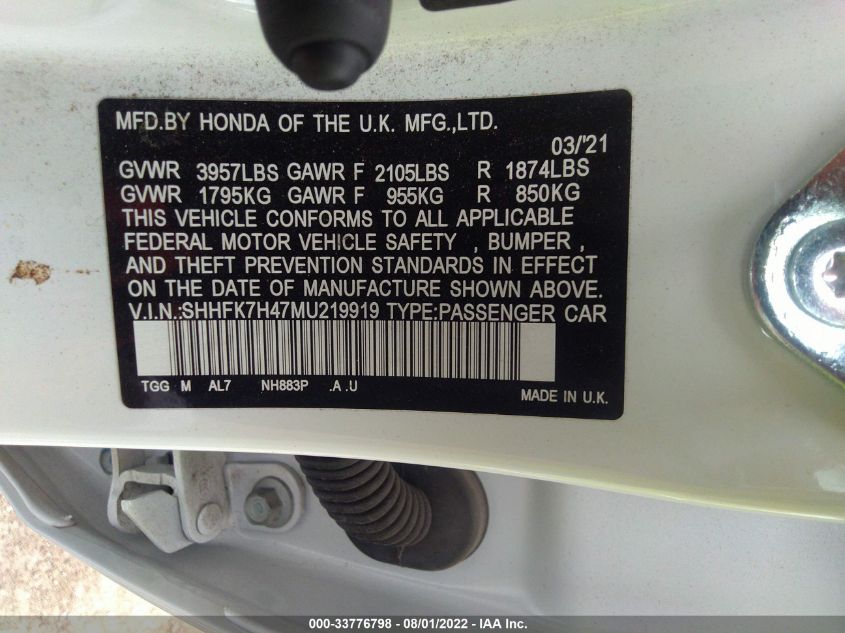 MFD.BY HONDA OF THE U.K. MFG.,LTD.
03/'21
GVWR 3957LBS GAWR F 2105LBS R 1874LBS
GVWR 1795KG GAWR F 955KG R 850KG
THIS VEHICLE CONFORMS TO ALL APPLICABLE
FEDERAL MOTOR VEHICLE SAFETY , BUMPER ,
AND THEFT PREVENTION STANDARDS IN EFFECT
ON THE DATE OF MANUFACTURE SHOWN ABOVE.
V.I.N.:SHHFK7H47MU219919 TYPE:PASSENGER CAR
TGG M AL7 NH883P .A .U
MADE IN U.K.
000-33776798 - 08/01/2022 - IAA Inc.